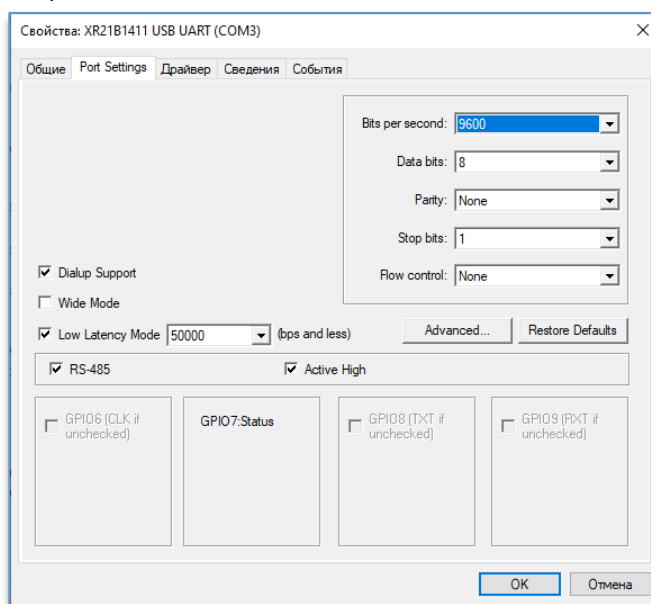 Свойства: XR21B1411 USB UART (COM3)
Общие Port Settings Драйвер Сведения События
Bits per second: 9600
Data bits: 8
Parity: None
Stop bits: 1
Flow control: None
Dialup Support
Wide Mode
Low Latency Mode 50000 (bps and less)
Advanced... Restore Defaults
RS-485 Active High
GPIO6 (CLK if
unchecked)
GPIO7:Status
GPIO8 (TXT if
unchecked)
GPIO9 (RXT if
unchecked)
OK Отмена